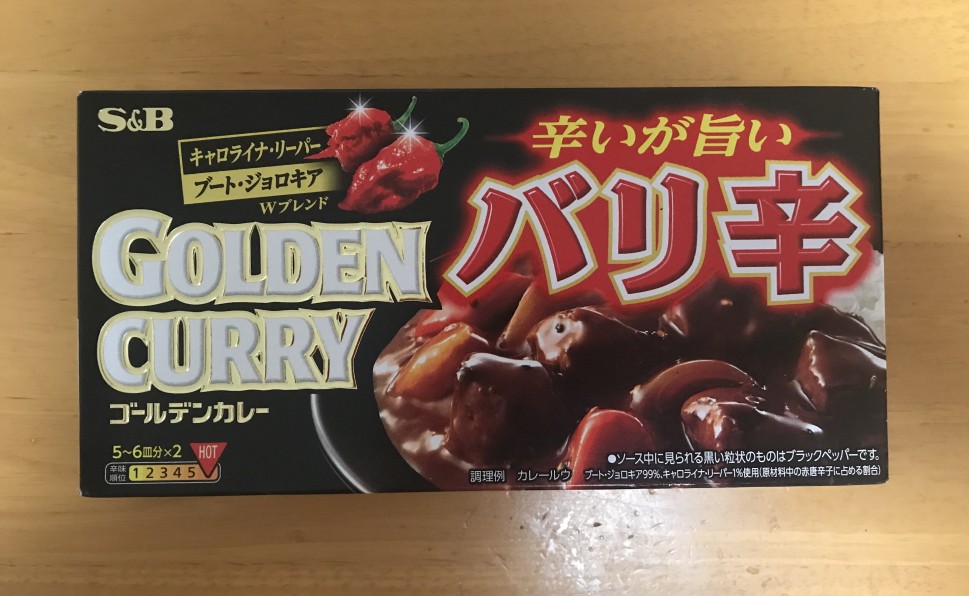 S&B
キャロライナ・リーパー
ブート・ジョロキア
Wブレンド
GOLDEN
CURRY
ゴールデンカレー
辛いが旨い
バリ辛
5~6皿分×2
辛味
順位
1 2 3 4 5
HOT
●ソース中に見られる黒い粒状のものはブラックペッパーです。
調理例 カレールウ
ブート・ジョロキア99%、キャロライナ・リーパー1%使用(原材料中の赤唐辛子に占める割合)